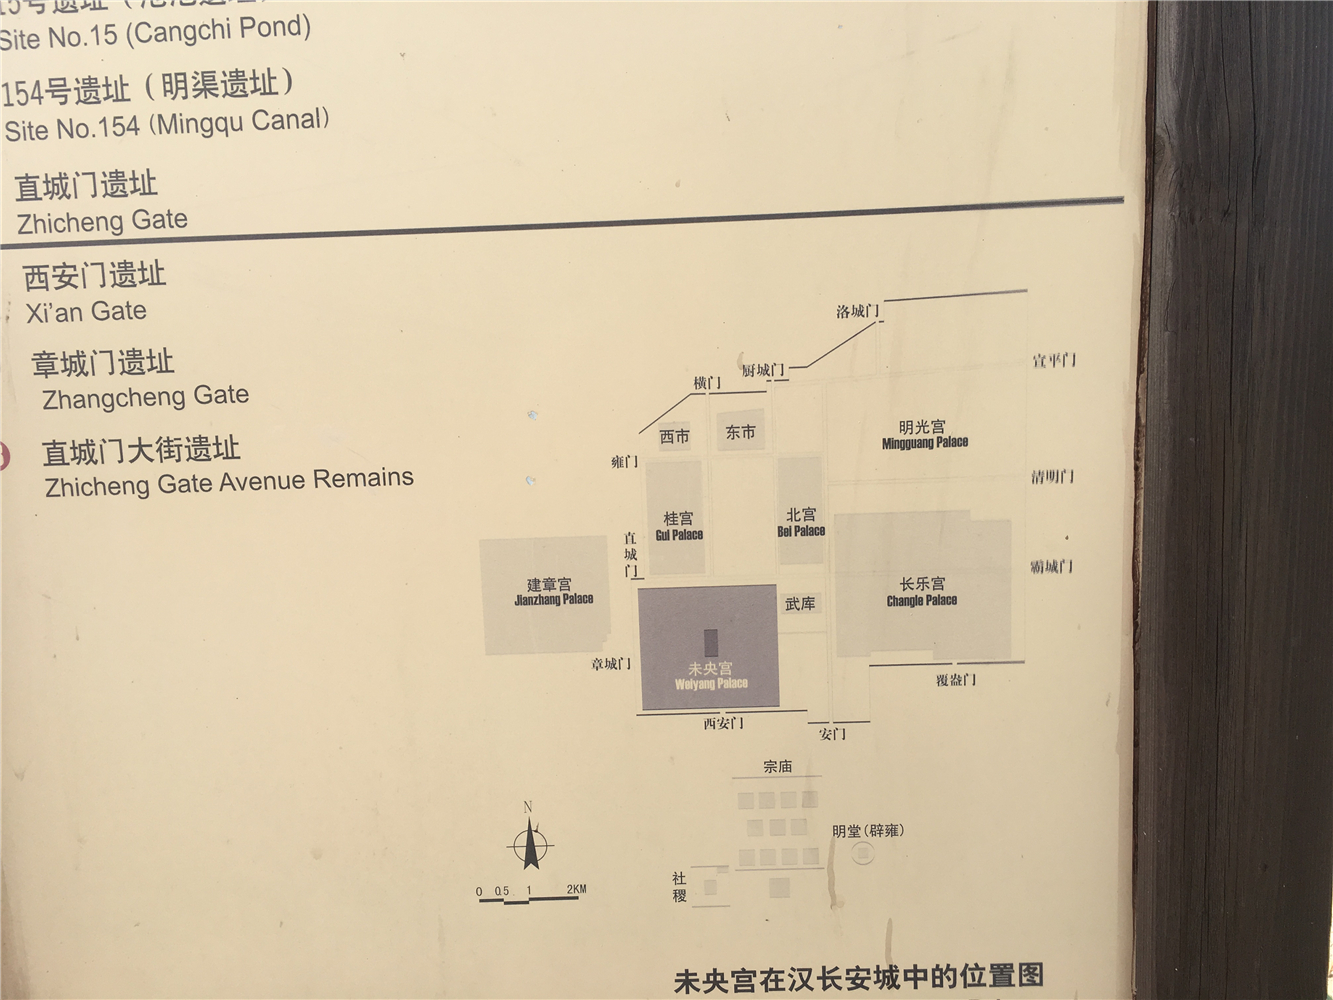 15号遗址
Site No.15 (Cangchi Pond)
154号遗址（明渠遗址）
Site No.154 (Mingqu Canal)
直城门遗址
Zhicheng Gate
西安门遗址
Xi'an Gate
章城门遗址
Zhangcheng Gate
直城门大街遗址
Zhicheng Gate Avenue Remains
洛城门
宣平门
厨城门
横门
西市
东市
明光宫
Mingguang Palace
雍门
清明门
桂宫
Gui Palace
北宫
Bei Palace
直城门
霸城门
建章宫
Jianzhang Palace
长乐宫
Changle Palace
武库
章城门
未央宫
Weiyang Palace
覆盎门
西安门
安门
宗庙
明堂(辟雍)
社稷
N
0 0.5 1 2KM
未央宫在汉长安城中的位置图